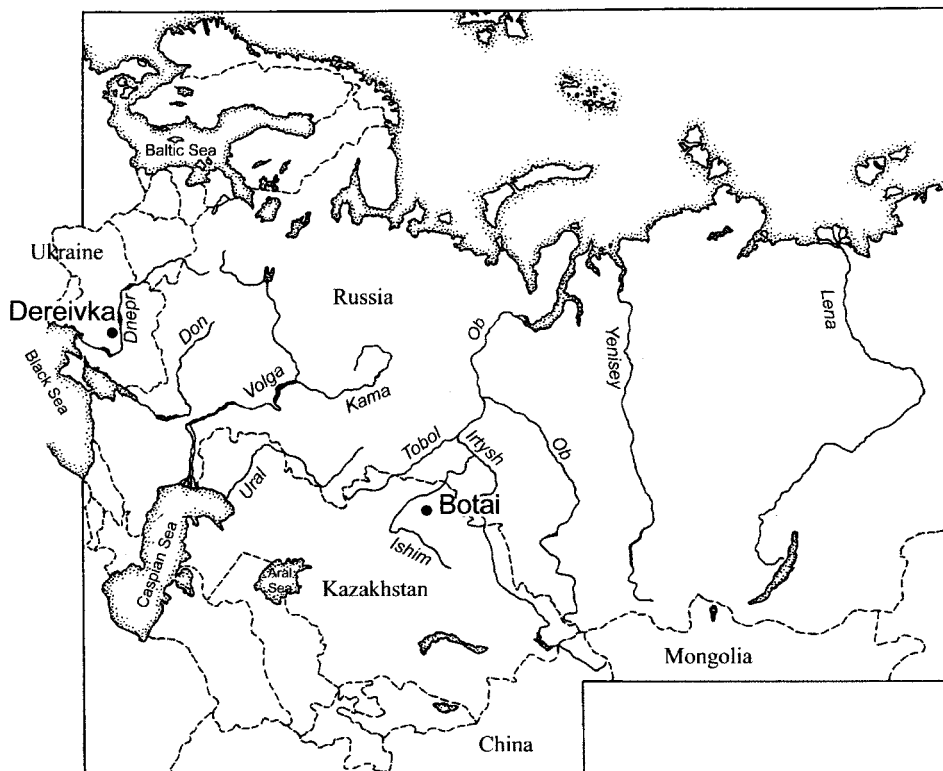 Baltic Sea
Ukraine
Dereivka
Dnepr
Russia
Don
Black Sea
Volga
Kama
Ob
Yenisey
Lena
Tobol
Irtysh
Ob
Ural
Botai
Ishim
Caspian Sea
Aral
Sea
Kazakhstan
Mongolia
China